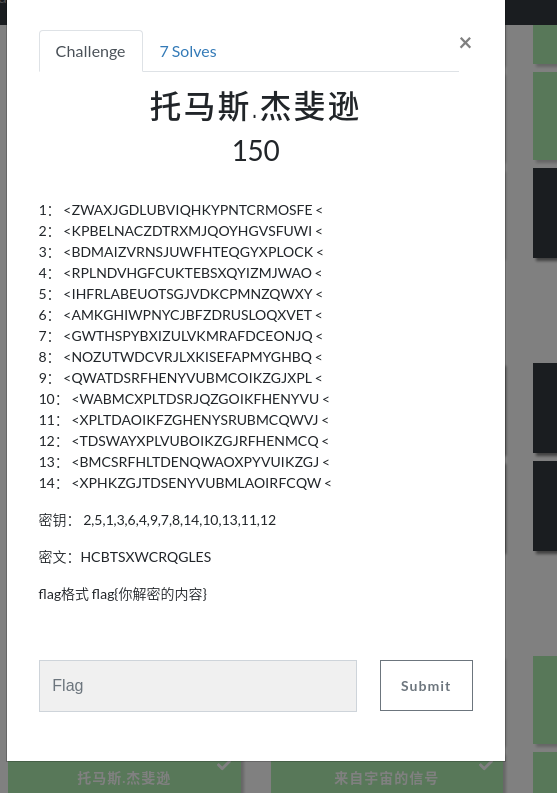 Challenge
7 Solves
×
托马斯.杰斐逊
150
1： <ZWAXJGDLUBVIQHKYPNTCRMOSFE <
2： <KPBELNACZDTRXMJQOYHGVSFUWI <
3： <BDMAIZVRNSJUWFHTEQGYXPLOCK <
4： <RPLNDVHGFCUKTEBSXQYIZMJWAO <
5： <IHFRLABEUOTSGJVDKCPMNZQWXY <
6： <AMKGHIWPNYCJBFZDRUSLOQXVET <
7： <GWTHSPYBXIZULVKMRAFDCEONJQ <
8： <NOZUTWDCVRJLXKISEFAPMYGHBQ <
9： <QWATDSRFHENYVUBMCOIKZGJXPL <
10： <WABMCXPLTDSRJQZGOIKFHENYVU <
11： <XPLTDAOIKFZGHENYSRUBMCQWVJ <
12： <TDSWAYXPLVUBOIKZGJRFHENMCQ <
13： <BMCSRFHLTDENQWAOXPYVUIKZGJ <
14： <XPHKZGJTDSENYVUBMLAOIRFCQW <
密钥： 2,5,1,3,6,4,9,7,8,14,10,13,11,12
密文：HCBTSXWCRQGLES
flag格式 flag{你解密的内容}
Flag
Submit
托马斯.杰斐逊
来自宇宙的信号